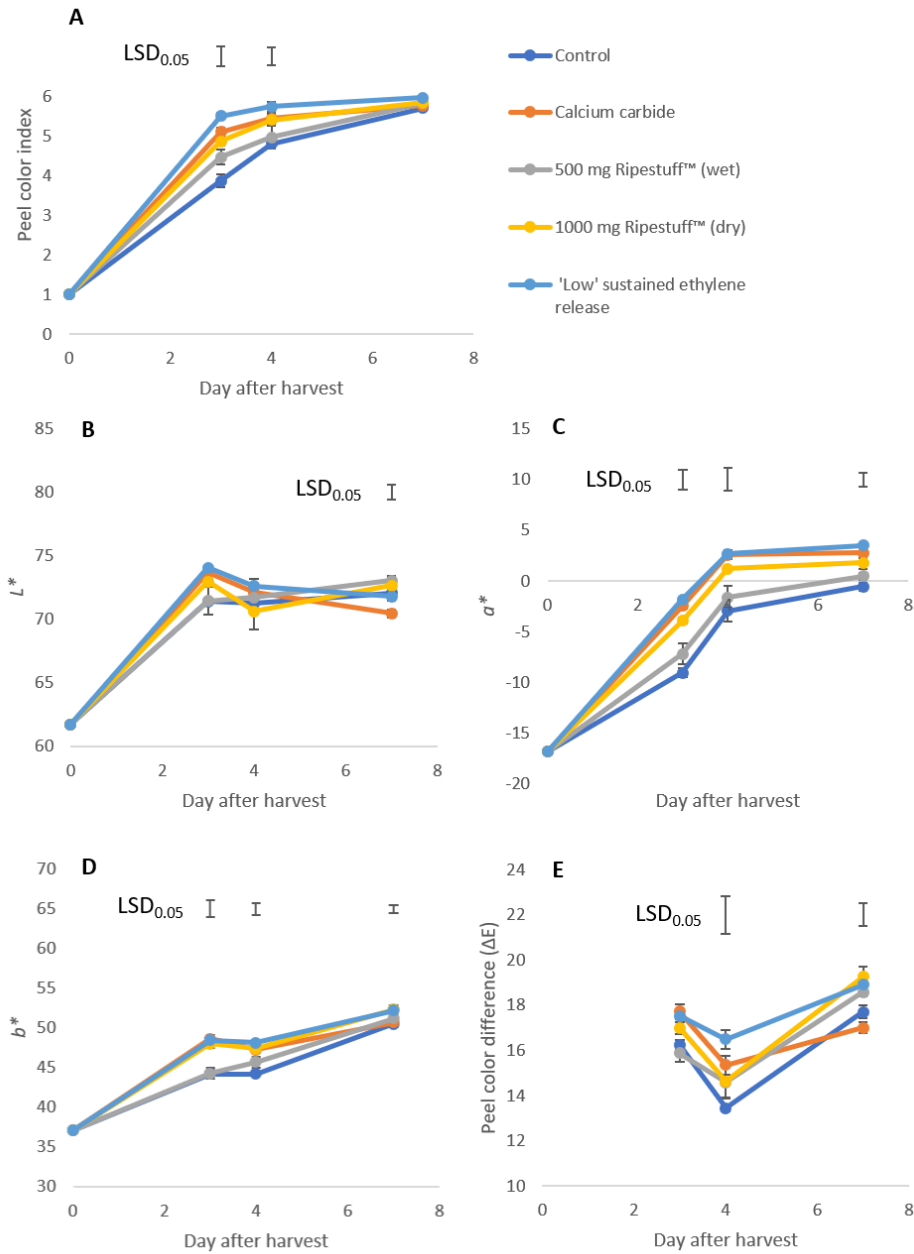 A
LSD0.05
Peel color index
6
5
4
3
2
1
0
0 2 4 6 8
Day after harvest
Control
Calcium carbide
500 mg Ripestuff™ (wet)
1000 mg Ripestuff™ (dry)
'Low' sustained ethylene
release
B
LSD0.05
L*
85
80
75
70
65
60
0 2 4 6 8
Day after harvest
C
LSD0.05
a*
15
10
5
0
-5
-10
-15
-20
0 2 4 6 8
Day after harvest
D
LSD0.05
b*
70
65
60
55
50
45
40
35
30
0 2 4 6 8
Day after harvest
E
LSD0.05
Peel color difference (ΔE)
24
22
20
18
16
14
12
10
0 2 4 6 8
Day after harvest